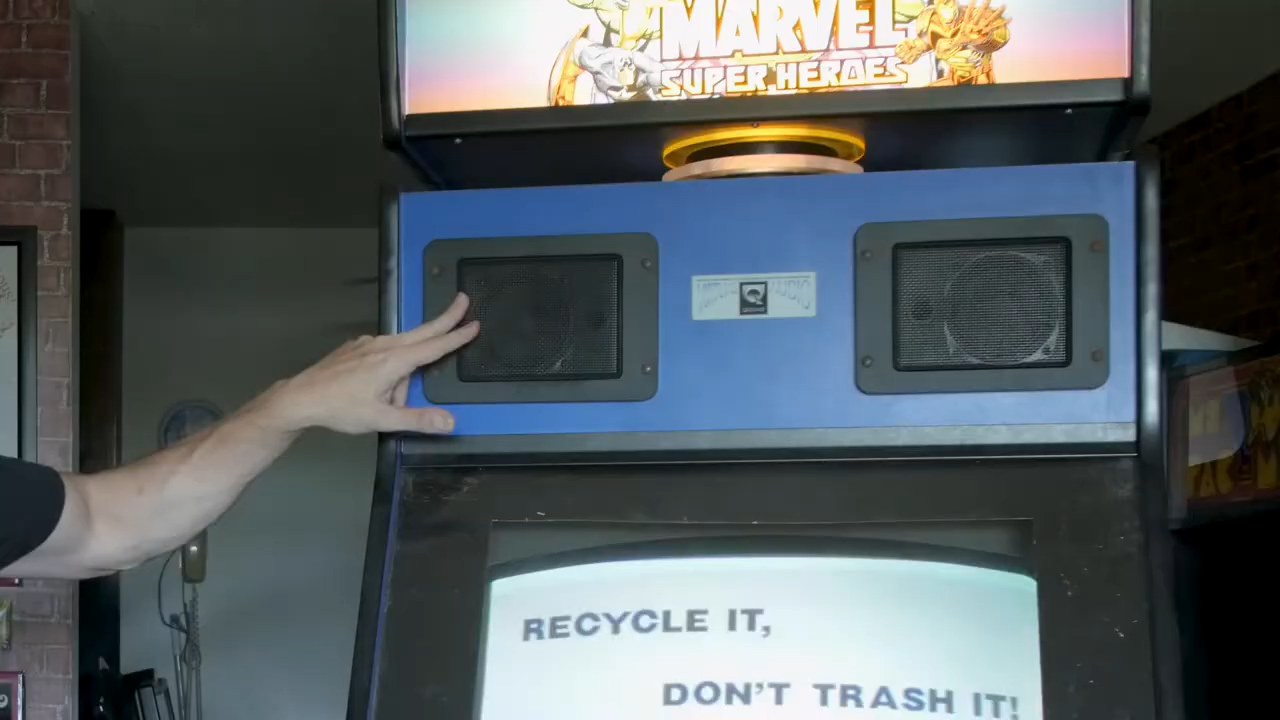 MARVEL
SUPER HEROES
Q
RECYCLE IT,
DON'T TRASH IT!